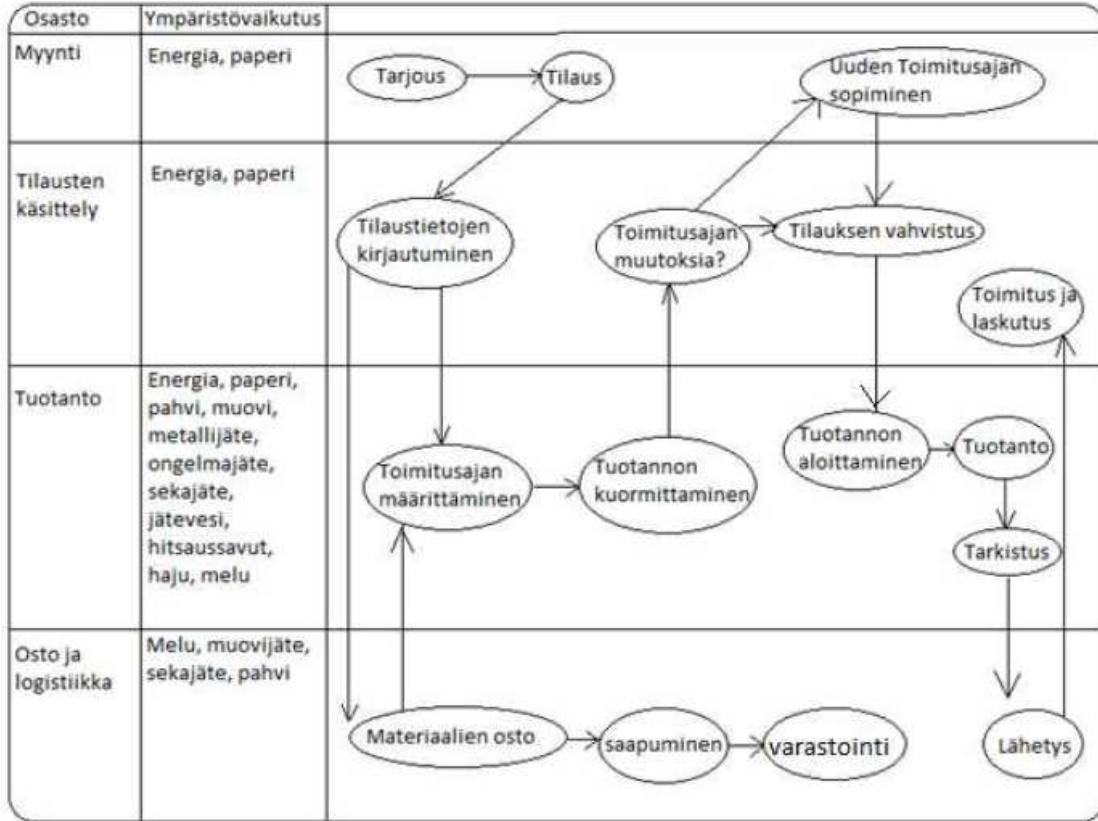 Osasto
Ympäristövaikutus
Myynti
Energia, paperi
Tarjous
Tilaus
Uuden Toimitusajan
sopiminen
Tilausten
käsittely
Energia, paperi
Tilaustietojen
kirjautuminen
Toimitusajan
muutoksia?
Tilauksen vahvistus
Toimitus ja
laskutus
Tuotanto
Energia, paperi,
pahvi, muovi,
metallijäte,
ongelmajäte,
sekajäte,
jätevesi,
hitsaussavut,
haju, melu
Toimitusajan
määrittäminen
Tuotannon
kuormittaminen
Tuotannon
aloittaminen
Tuotanto
Tarkistus
Osto ja
logistiikka
Melu, muovijäte,
sekajäte, pahvi
Materiaalien osto
saapuminen
varastointi
Lähetys